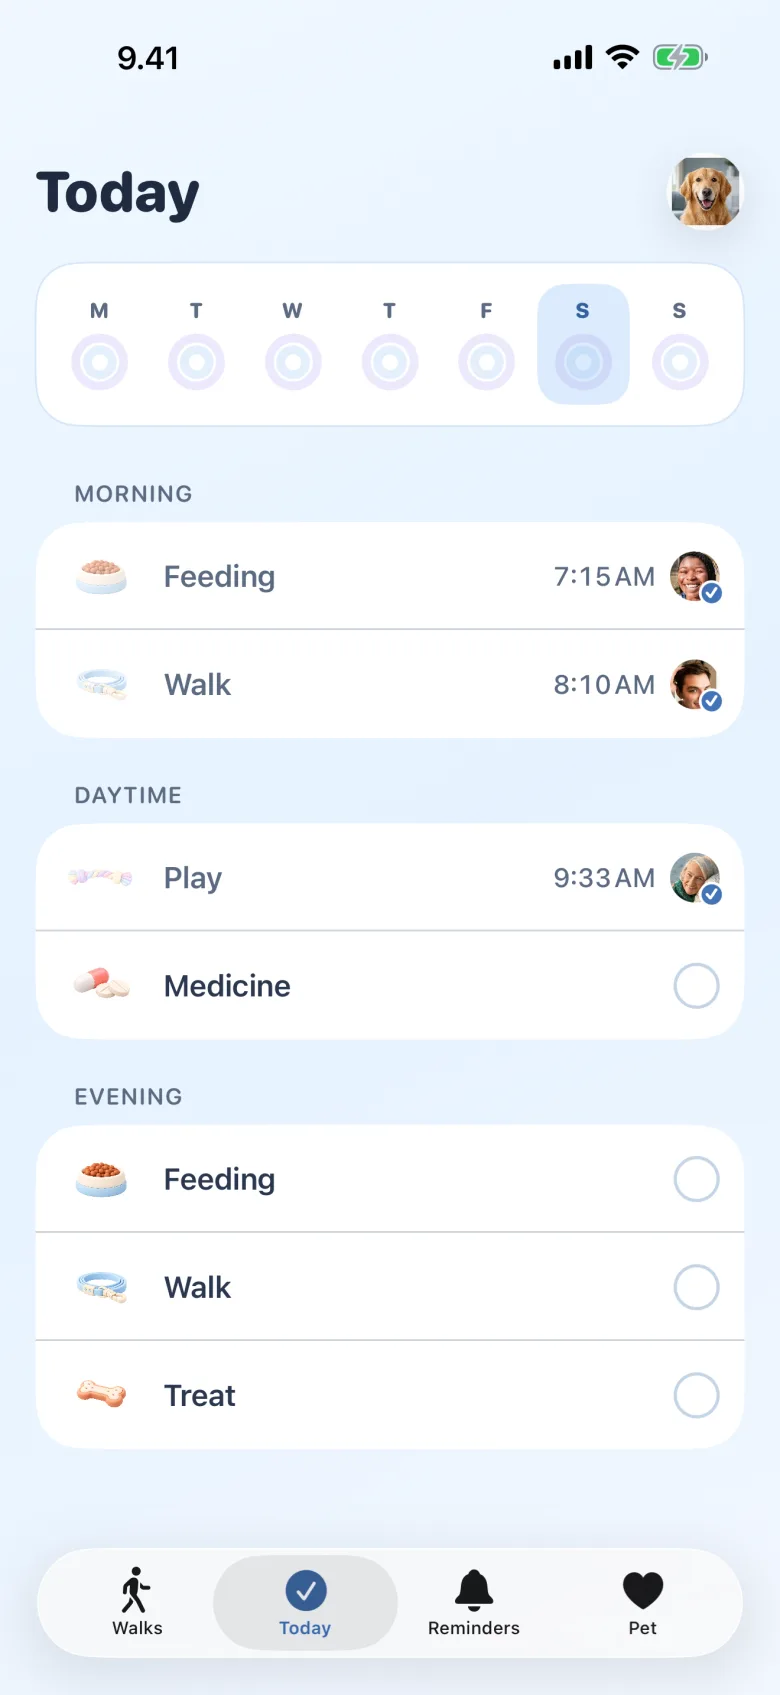 9.41
Today
M T W T F S S
MORNING
Feeding 7:15 AM
Walk 8:10 AM
DAYTIME
Play 9:33 AM
Medicine
EVENING
Feeding
Walk
Treat
Walks Today Reminders Pet